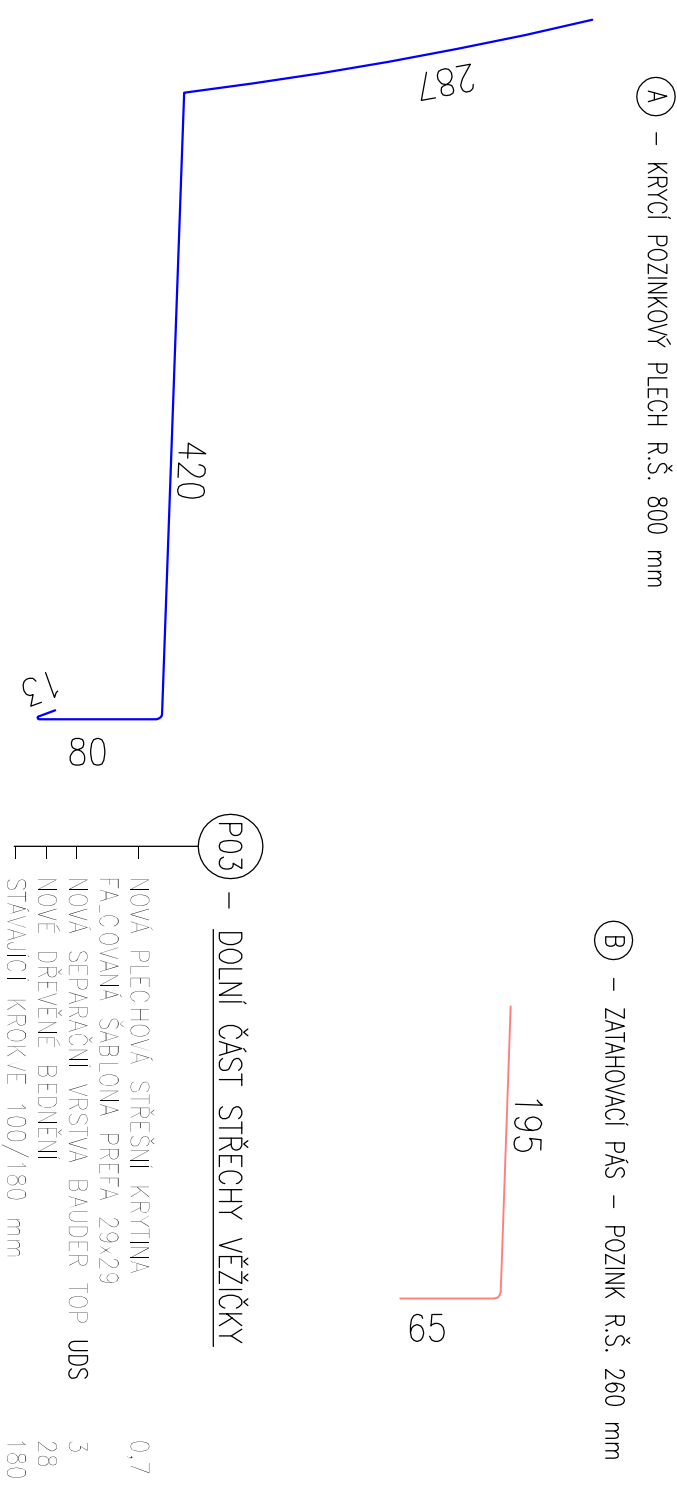 Ⓐ - KRYCÍ POZINKOVÝ PLECH R.Š. 800 mm
287
420
13
80
Ⓑ - ZATAHOVACÍ PÁS - POZINK R.Š. 260 mm
195
65
P03 - DOLNÍ ČÁST STŘECHY VĚŽIČKY
NOVÁ PLECHOVÁ STŘEŠNÍ KRYTINA 0,7
FA_COVANÁ ŠABLONA PREFA 29x29
NOVÁ SEPARAČNÍ VRSTVA BAUDER TOP UDS 3
NOVÉ DŘEVĚNÉ BEDNĚNÍ 28
STÁVAJÍCÍ KROK/E 100/180 mm 180